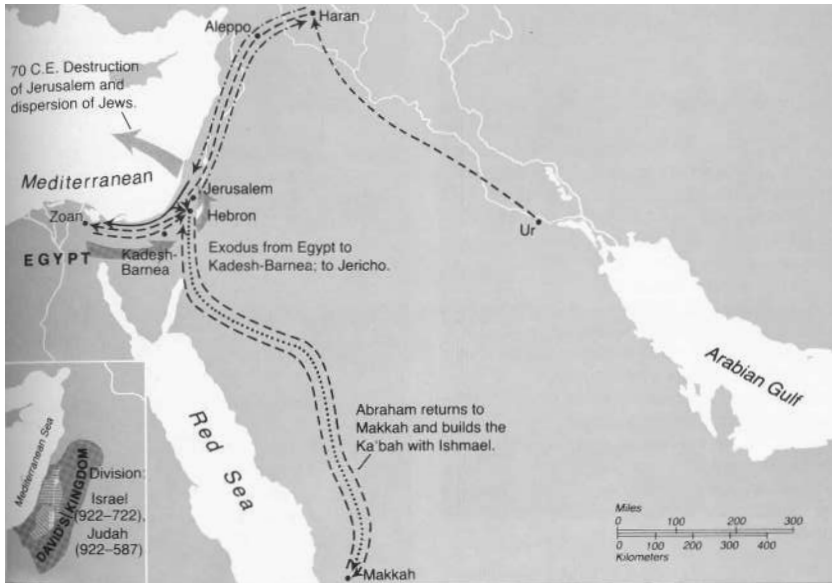 Haran
Aleppo
70 C.E. Destruction
of Jerusalem and
dispersion of Jews.
Mediterranean
Jerusalem
Zoan
Hebron
Ur
EGYPT
Kadesh-
Barnea
Exodus from Egypt to
Kadesh-Barnea; to Jericho.
Arabian Gulf
Red Sea
Abraham returns to
Makkah and builds the
Ka'bah with Ishmael.
Mediterranean Sea
DAVID'S KINGDOM
Division:
Israel
(922–722),
Judah
(922–587)
Miles
0 100 200 300
0 100 200 300 400
Kilometers
Makkah